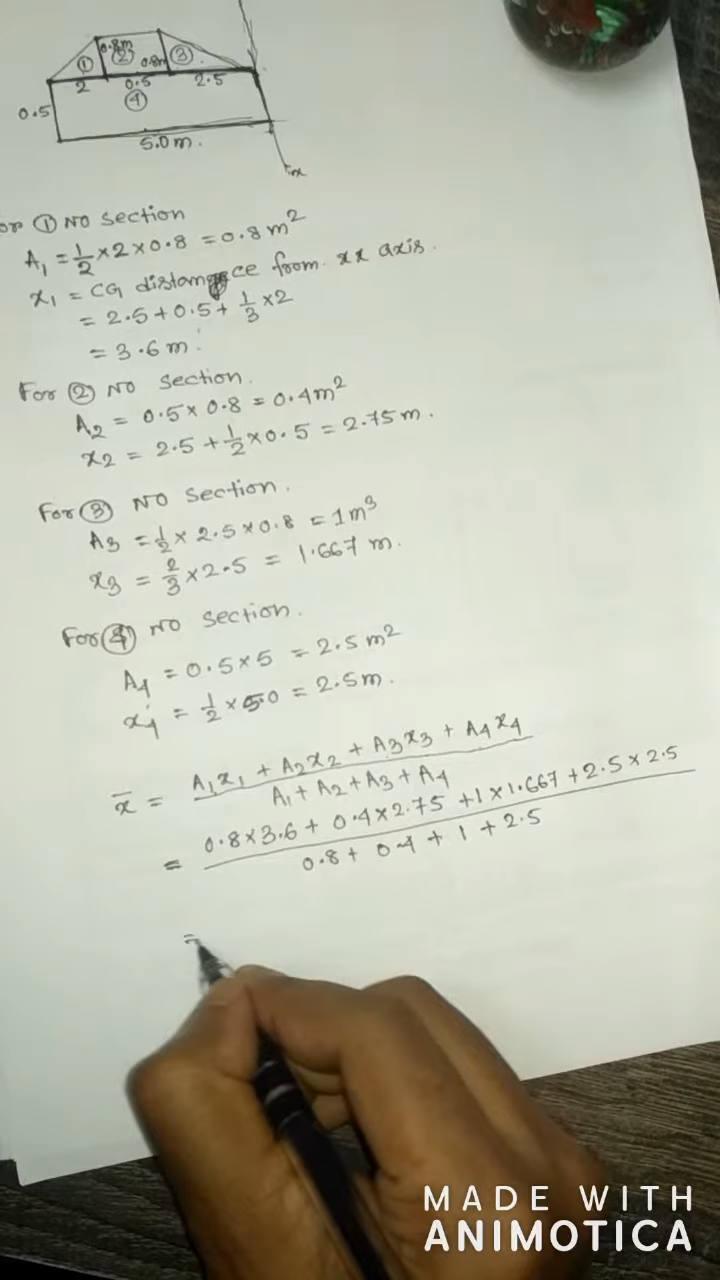 0.8m
① ② 0.8m ③
2 0.5 2.5
④
0.5
5.0 m.
x
or ① NO section
A₁ = 1/2 × 2 × 0.8 = 0.8 m²
x₁ = CG distance from xx axis.
= 2.5 + 0.5 + 1/3 × 2
= 3.6 m.
For ② NO section.
A₂ = 0.5 × 0.8 = 0.4 m²
x₂ = 2.5 + 1/2 × 0.5 = 2.75 m.
For ③ NO section.
A₃ = 1/2 × 2.5 × 0.8 = 1 m³
x₃ = 2/3 × 2.5 = 1.667 m.
For ④ NO section.
A₄ = 0.5 × 5 = 2.5 m²
x₄ = 1/2 × 5.0 = 2.5 m.
x̄ = A₁x₁ + A₂x₂ + A₃x₃ + A₄x₄
A₁ + A₂ + A₃ + A₄
= 0.8 × 3.6 + 0.4 × 2.75 + 1 × 1.667 + 2.5 × 2.5
0.8 + 0.4 + 1 + 2.5
=
MADE WITH
ANIMOTICA